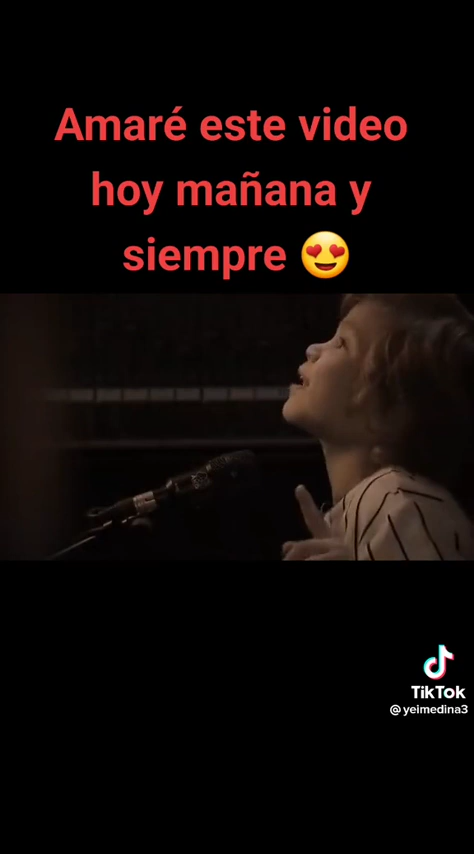 Amaré este video
hoy mañana y
siempre 😍
TikTok
@yeimedina3